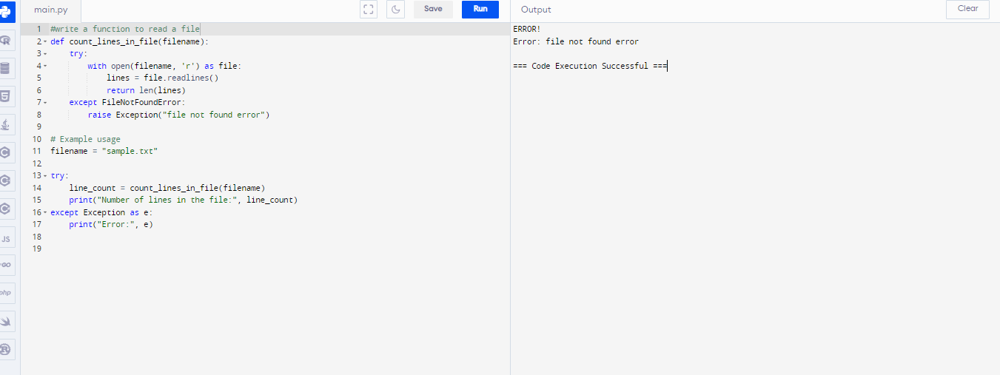 main.py
Save
Run
Output
Clear
1 #write a function to read a file
2 def count_lines_in_file(filename):
3     try:
4         with open(filename, 'r') as file:
5             lines = file.readlines()
6             return len(lines)
7     except FileNotFoundError:
8         raise Exception("file not found error")
9
10 # Example usage
11 filename = "sample.txt"
12
13 try:
14     line_count = count_lines_in_file(filename)
15     print("Number of lines in the file:", line_count)
16 except Exception as e:
17     print("Error:", e)
18
19
ERROR!
Error: file not found error
=== Code Execution Successful ===
R
5
C
C
C
JS
GO
php
R